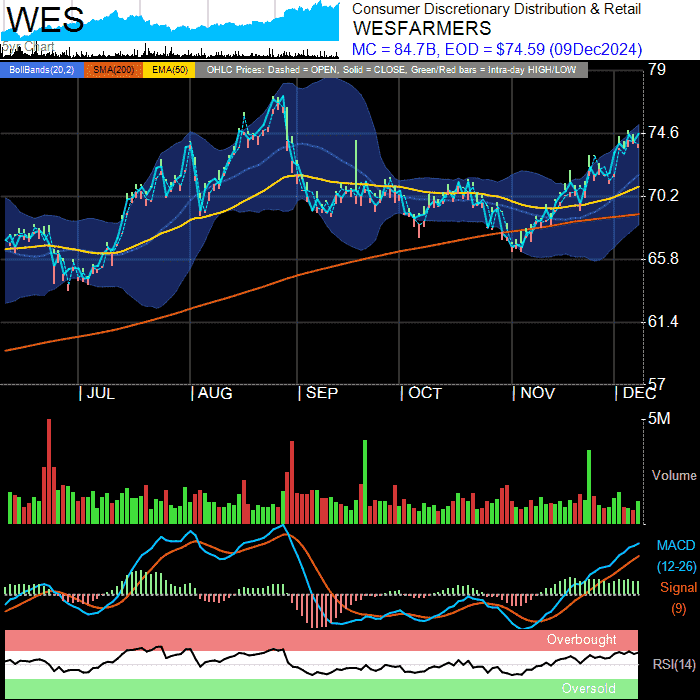 WES
5yr Chart
Consumer Discretionary Distribution & Retail
WESFARMERS
MC = 84.7B, EOD = $74.59 (09Dec2024)
BollBands(20,2) SMA(200) EMA(50) OHLC Prices: Dashed = OPEN, Solid = CLOSE, Green/Red bars = Intra-day HIGH/LOW
79
74.6
70.2
65.8
61.4
57
JUL AUG SEP OCT NOV DEC
5M
Volume
MACD
(12-26)
Signal
(9)
Overbought
RSI(14)
Oversold